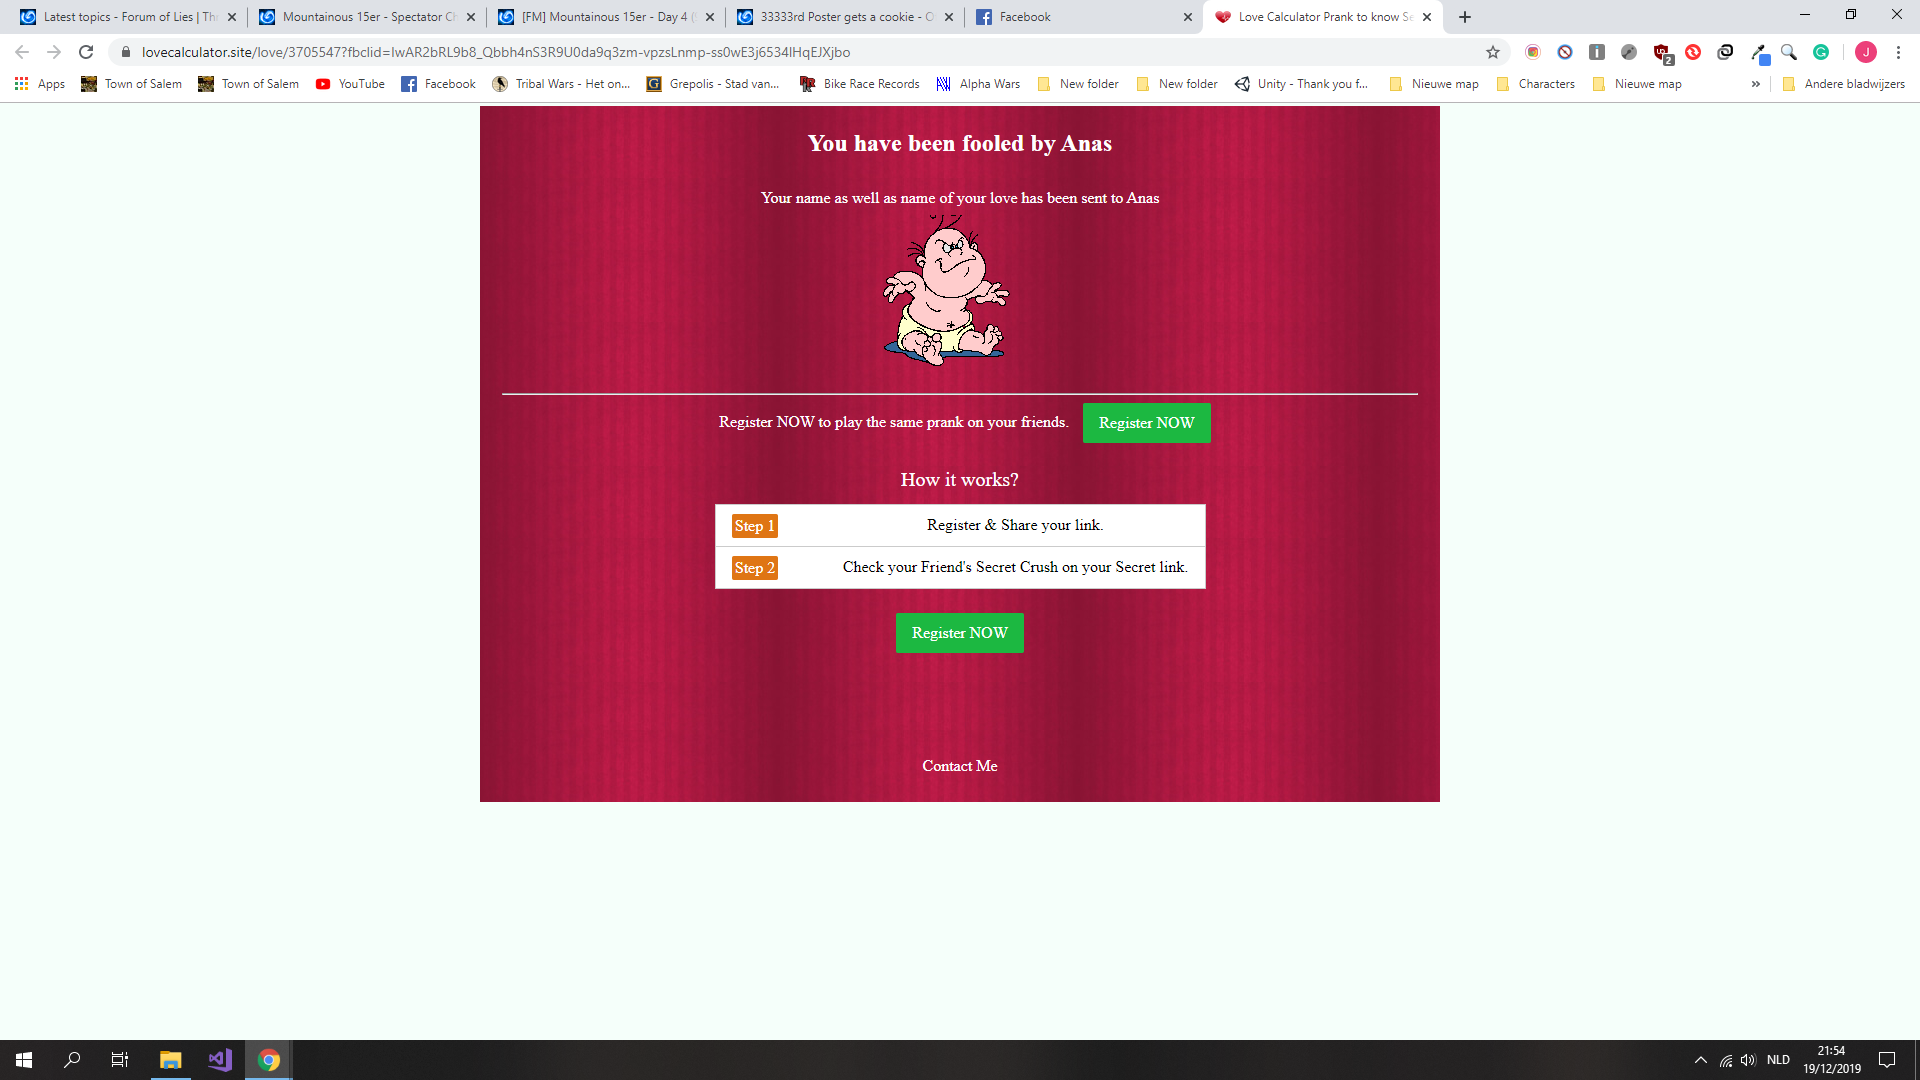 Latest topics - Forum of Lies | Thr
Mountainous 15er - Spectator Ch
[FM] Mountainous 15er - Day 4 (
33333rd Poster gets a cookie - O
Facebook
Love Calculator Prank to know Se
lovecalculator.site/love/3705547?fbclid=IwAR2bRL9b8_Qbbh4nS3R9U0da9q3zm-vpzsLnmp-ss0wE3j6534lHqEJXjbo
2
J
Apps
Town of Salem
Town of Salem
YouTube
Facebook
Tribal Wars - Het on...
Grepolis - Stad van...
Bike Race Records
Alpha Wars
New folder
New folder
Unity - Thank you f...
Nieuwe map
Characters
Nieuwe map
»
Andere bladwijzers
You have been fooled by Anas
Your name as well as name of your love has been sent to Anas
Register NOW to play the same prank on your friends.
Register NOW
How it works?
Step 1
Register & Share your link.
Step 2
Check your Friend's Secret Crush on your Secret link.
Register NOW
Contact Me
NLD
21:54
19/12/2019